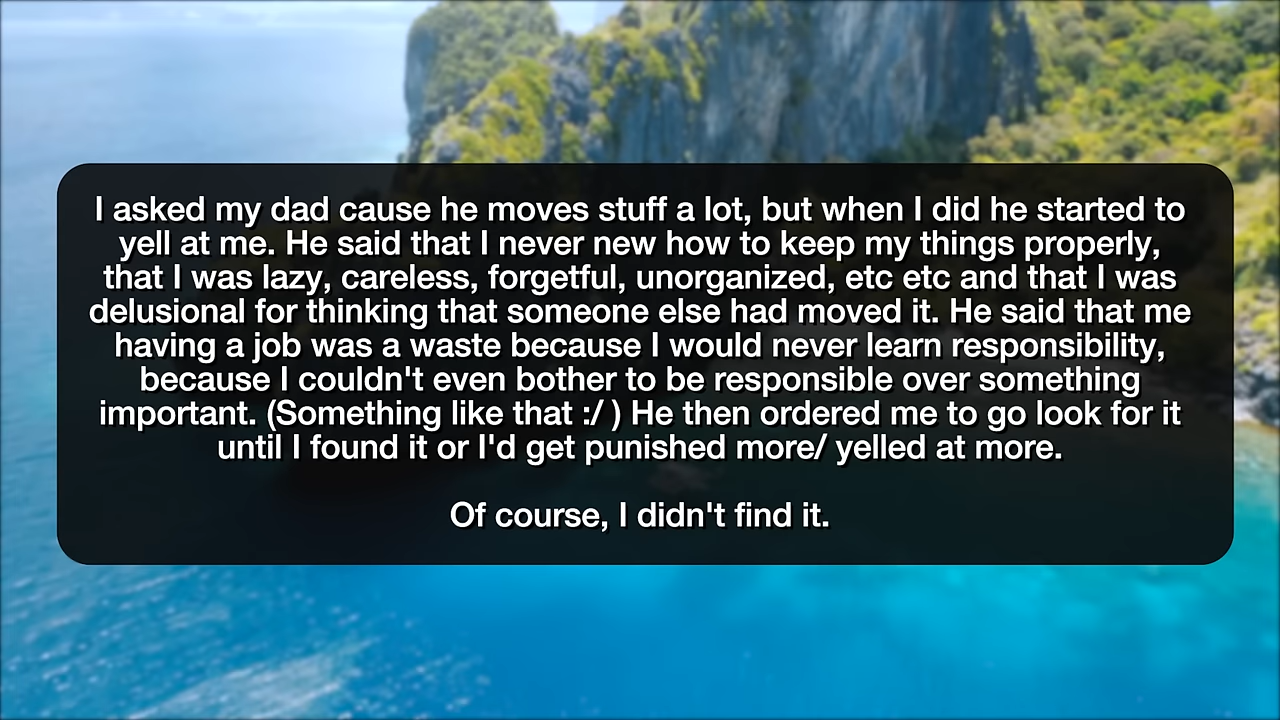 I asked my dad cause he moves stuff a lot, but when I did he started to
yell at me. He said that I never new how to keep my things properly,
that I was lazy, careless, forgetful, unorganized, etc etc and that I was
delusional for thinking that someone else had moved it. He said that me
having a job was a waste because I would never learn responsibility,
because I couldn't even bother to be responsible over something
important. (Something like that :/ ) He then ordered me to go look for it
until I found it or I'd get punished more/ yelled at more.
Of course, I didn't find it.